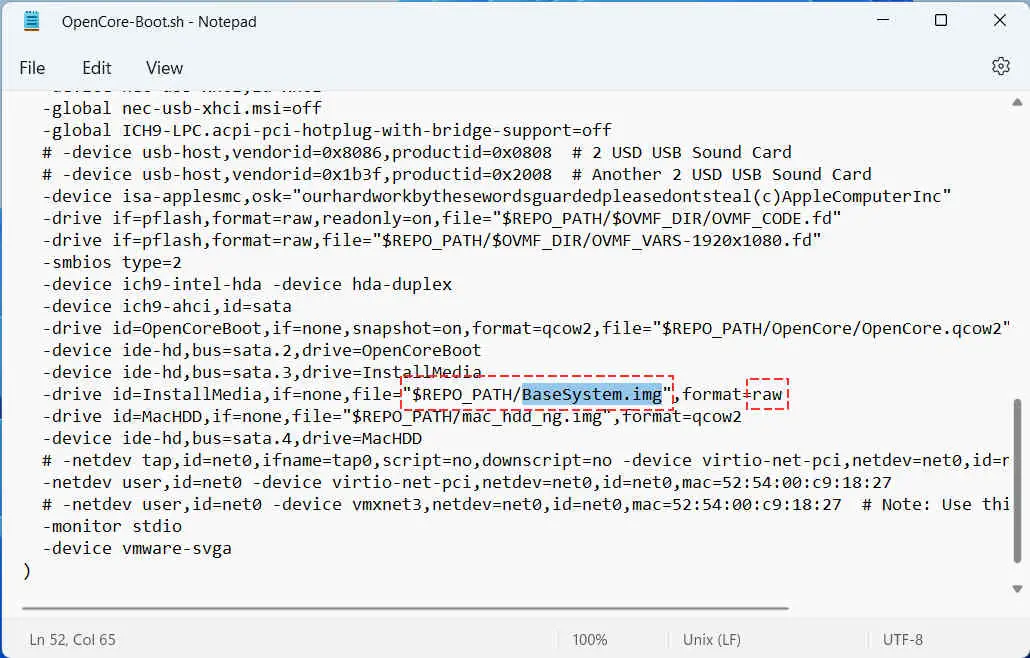 OpenCore-Boot.sh - Notepad
File Edit View
-global nec-usb-xhci.msi=off
-global ICH9-LPC.acpi-pci-hotplug-with-bridge-support=off
# -device usb-host,vendorid=0x8086,productid=0x0808  # 2 USD USB Sound Card
# -device usb-host,vendorid=0x1b3f,productid=0x2008  # Another 2 USD USB Sound Card
-device isa-applesmc,osk="ourhardworkbythesewordsguardedpleasedontsteal(c)AppleComputerInc"
-drive if=pflash,format=raw,readonly=on,file="$REPO_PATH/$OVMF_DIR/OVMF_CODE.fd"
-drive if=pflash,format=raw,file="$REPO_PATH/$OVMF_DIR/OVMF_VARS-1920x1080.fd"
-smbios type=2
-device ich9-intel-hda -device hda-duplex
-device ich9-ahci,id=sata
-drive id=OpenCoreBoot,if=none,snapshot=on,format=qcow2,file="$REPO_PATH/OpenCore/OpenCore.qcow2"
-device ide-hd,bus=sata.2,drive=OpenCoreBoot
-device ide-hd,bus=sata.3,drive=InstallMedia
-drive id=InstallMedia,if=none,file="$REPO_PATH/BaseSystem.img",format=raw
-drive id=MacHDD,if=none,file="$REPO_PATH/mac_hdd_ng.img",format=qcow2
-device ide-hd,bus=sata.4,drive=MacHDD
# -netdev tap,id=net0,ifname=tap0,script=no,downscript=no -device virtio-net-pci,netdev=net0,id=n
-netdev user,id=net0 -device virtio-net-pci,netdev=net0,id=net0,mac=52:54:00:c9:18:27
# -netdev user,id=net0 -device vmxnet3,netdev=net0,id=net0,mac=52:54:00:c9:18:27  # Note: Use thi
-monitor stdio
-device vmware-svga
)
Ln 52, Col 65 100% Unix (LF) UTF-8